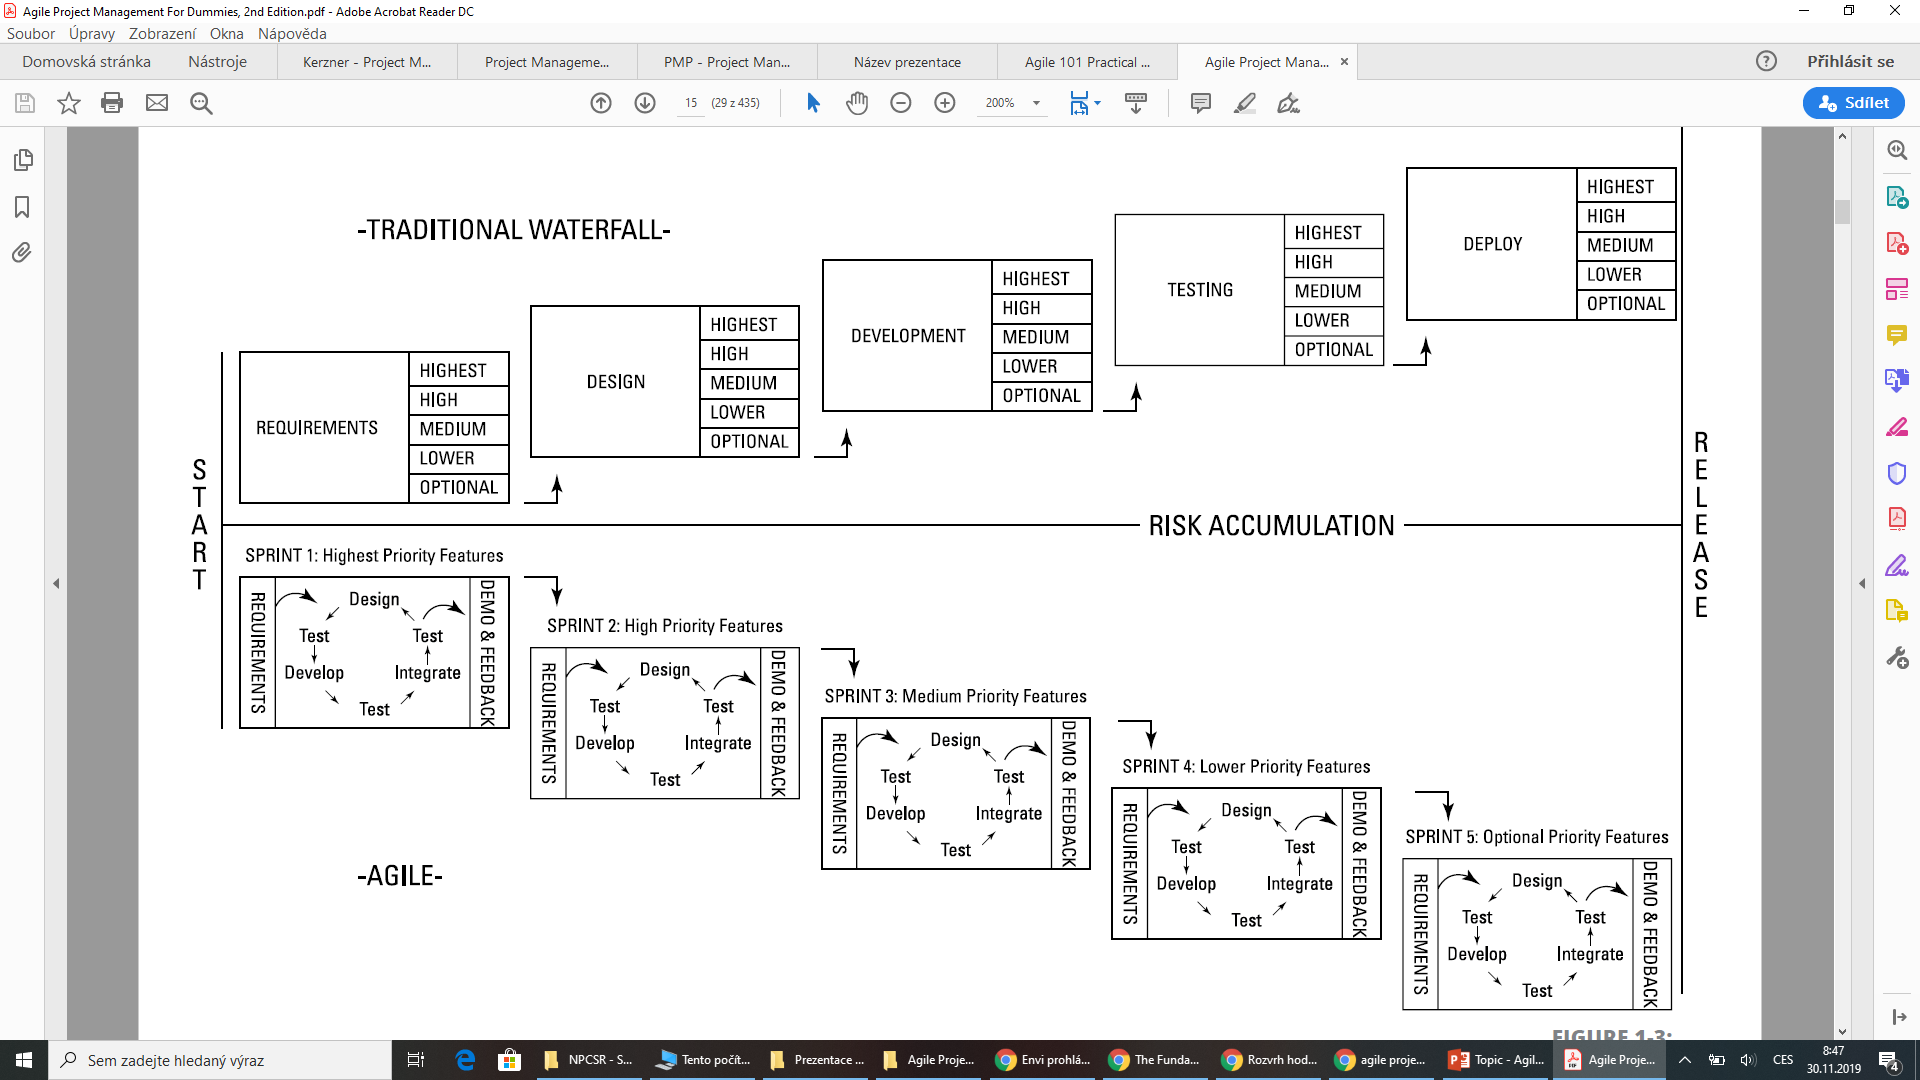 Agile Project Management For Dummies, 2nd Edition.pdf - Adobe Acrobat Reader DC
Soubor Úpravy Zobrazení Okna Nápověda
Domovská stránka Nástroje Kerzner - Project M... Project Manageme... PMP - Project Man... Název prezentace Agile 101 Practical ... Agile Project Mana... Přihlásit se
15 (29 z 435) 200% Sdílet
-TRADITIONAL WATERFALL-
REQUIREMENTS
HIGHEST
HIGH
MEDIUM
LOWER
OPTIONAL
DESIGN
HIGHEST
HIGH
MEDIUM
LOWER
OPTIONAL
DEVELOPMENT
HIGHEST
HIGH
MEDIUM
LOWER
OPTIONAL
TESTING
HIGHEST
HIGH
MEDIUM
LOWER
OPTIONAL
DEPLOY
HIGHEST
HIGH
MEDIUM
LOWER
OPTIONAL
START
RISK ACCUMULATION
RELEASE
SPRINT 1: Highest Priority Features
REQUIREMENTS
Design
Test
Test
Develop
Integrate
Test
DEMO & FEEDBACK
SPRINT 2: High Priority Features
REQUIREMENTS
Design
Test
Test
Develop
Integrate
Test
DEMO & FEEDBACK
SPRINT 3: Medium Priority Features
REQUIREMENTS
Design
Test
Test
Develop
Integrate
Test
DEMO & FEEDBACK
SPRINT 4: Lower Priority Features
REQUIREMENTS
Design
Test
Test
Develop
Integrate
Test
DEMO & FEEDBACK
SPRINT 5: Optional Priority Features
REQUIREMENTS
Design
Test
Test
Develop
Integrate
Test
DEMO & FEEDBACK
-AGILE-
FIGURE 1-3:
Sem zadejte hledaný výraz NPCSR - S... Tento počít... Prezentace ... Agile Proje... Envi prohlá... The Funda... Rozvrh hod... agile proje... Topic - Agil... Agile Proje... CES 8:47
30.11.2019 4